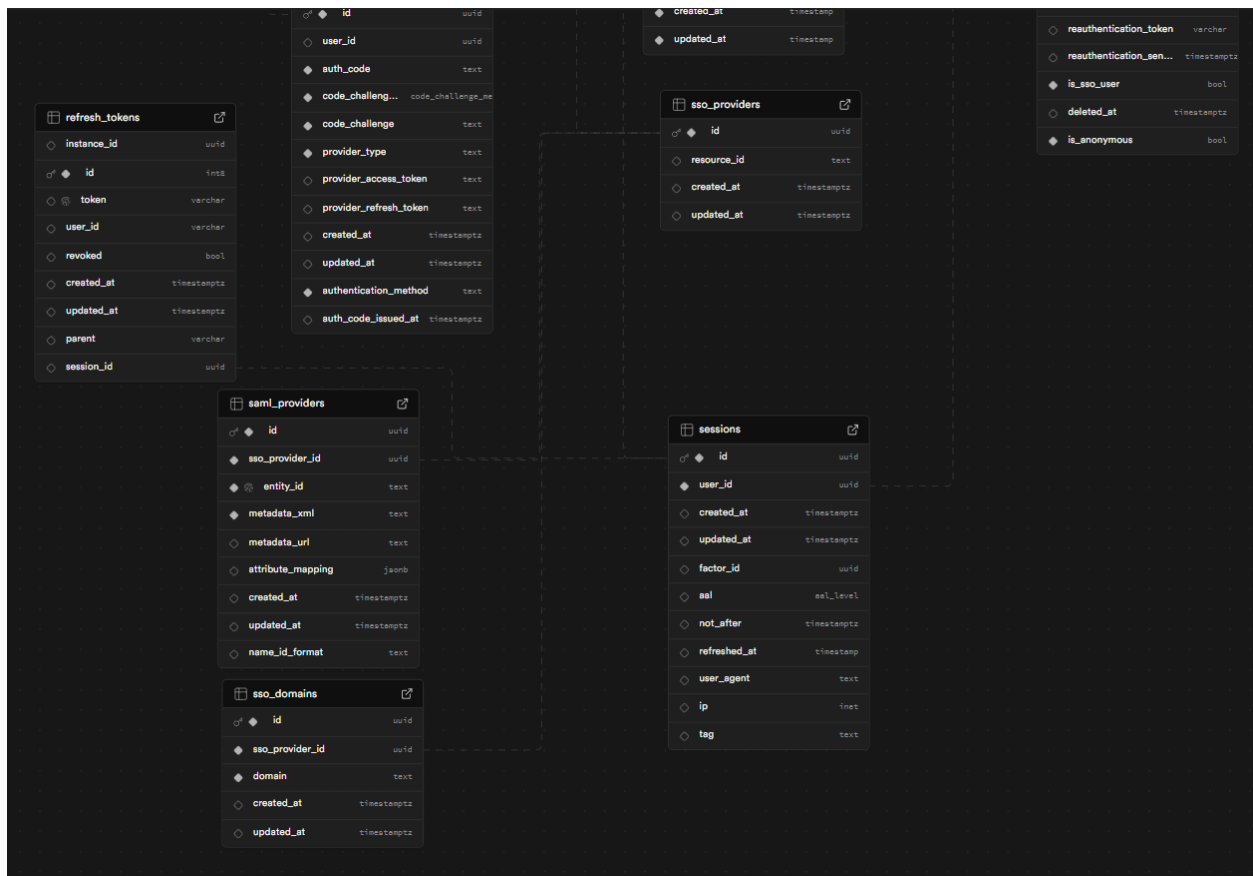 id uuid
user_id uuid
auth_code text
code_challeng... code_challenge_me
code_challenge text
provider_type text
provider_access_token text
provider_refresh_token text
created_at timestamptz
updated_at timestamptz
authentication_method text
auth_code_issued_at timestamptz
created_at timestamp
updated_at timestamp
reauthentication_token varchar
reauthentication_sen... timestamptz
is_sso_user bool
deleted_at timestamptz
is_anonymous bool
refresh_tokens
instance_id uuid
id int8
token varchar
user_id varchar
revoked bool
created_at timestamptz
updated_at timestamptz
parent varchar
session_id uuid
sso_providers
id uuid
resource_id text
created_at timestamptz
updated_at timestamptz
saml_providers
id uuid
sso_provider_id uuid
entity_id text
metadata_xml text
metadata_url text
attribute_mapping jsonb
created_at timestamptz
updated_at timestamptz
name_id_format text
sessions
id uuid
user_id uuid
created_at timestamptz
updated_at timestamptz
factor_id uuid
aal aal_level
not_after timestamptz
refreshed_at timestamp
user_agent text
ip inet
tag text
sso_domains
id uuid
sso_provider_id uuid
domain text
created_at timestamptz
updated_at timestamptz